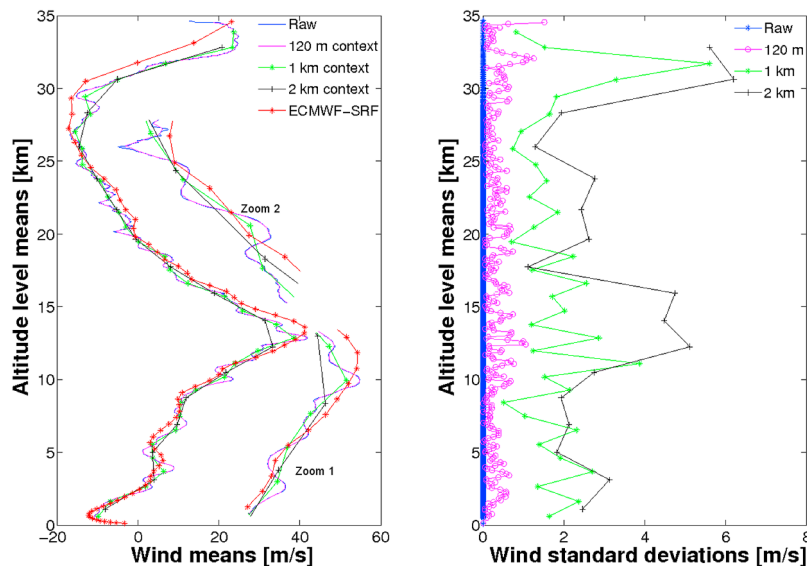 Raw
120 m context
1 km context
2 km context
ECMWF-SRF
Zoom 2
Zoom 1
35
30
25
20
15
10
5
0
-20
0
20
40
60
Altitude level means [km]
Wind means [m/s]
Raw
120 m
1 km
2 km
35
30
25
20
15
10
5
0
0
2
4
6
8
Altitude level means [km]
Wind standard deviations [m/s]